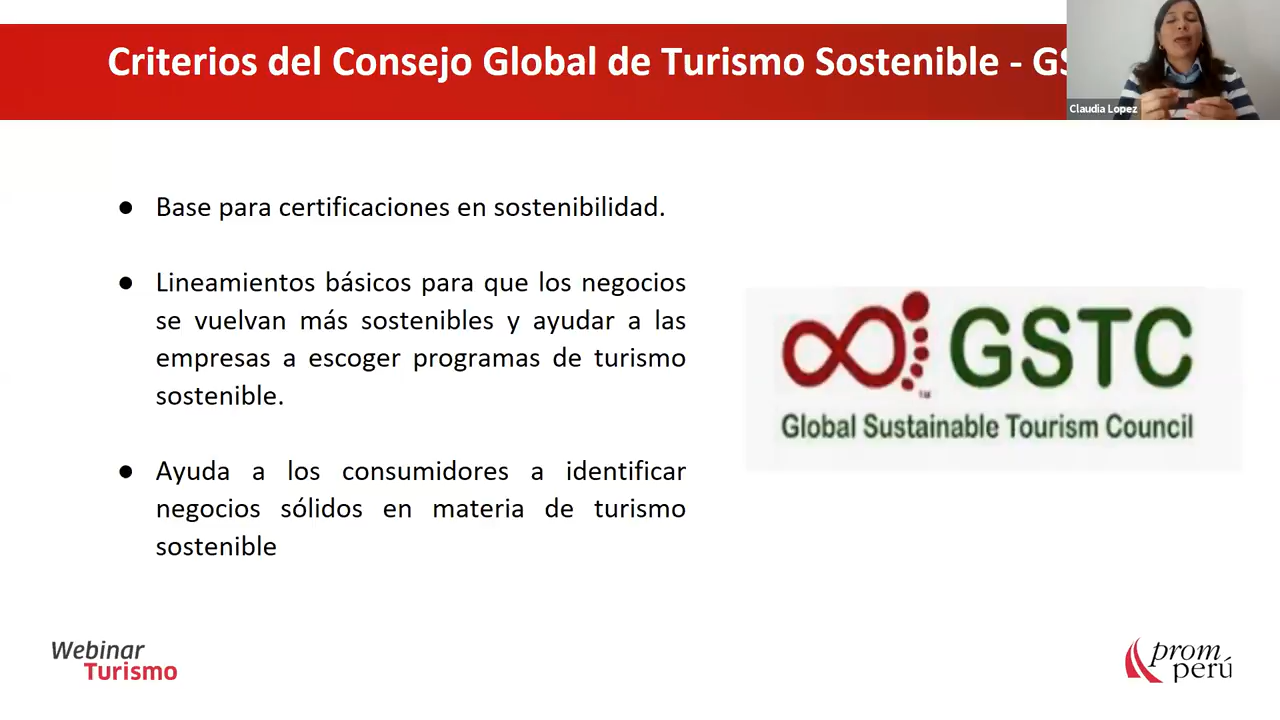 Criterios del Consejo Global de Turismo Sostenible - GS
Claudia Lopez
● Base para certificaciones en sostenibilidad.
● Lineamientos básicos para que los negocios
se vuelvan más sostenibles y ayudar a las
empresas a escoger programas de turismo
sostenible.
● Ayuda a los consumidores a identificar
negocios sólidos en materia de turismo
sostenible
GSTC
TM
Global Sustainable Tourism Council
Webinar
Turismo
prom
perú